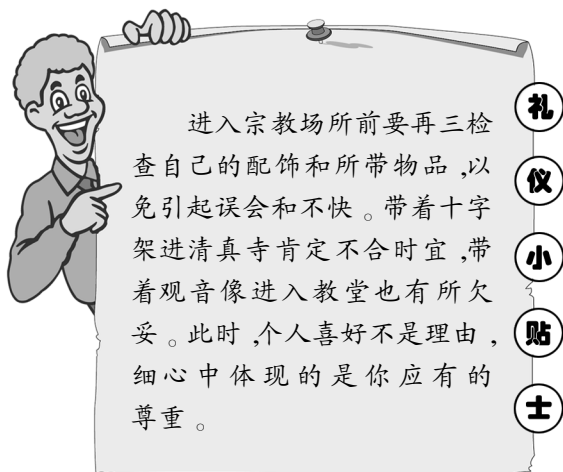 进入宗教场所前要再三检
查自己的配饰和所带物品,以
免引起误会和不快。带着十字
架进清真寺肯定不合时宜,带
着观音像进入教堂也有所欠
妥。此时,个人喜好不是理由,
细心中体现的是你应有的
尊重。
礼
仪
小
贴
士